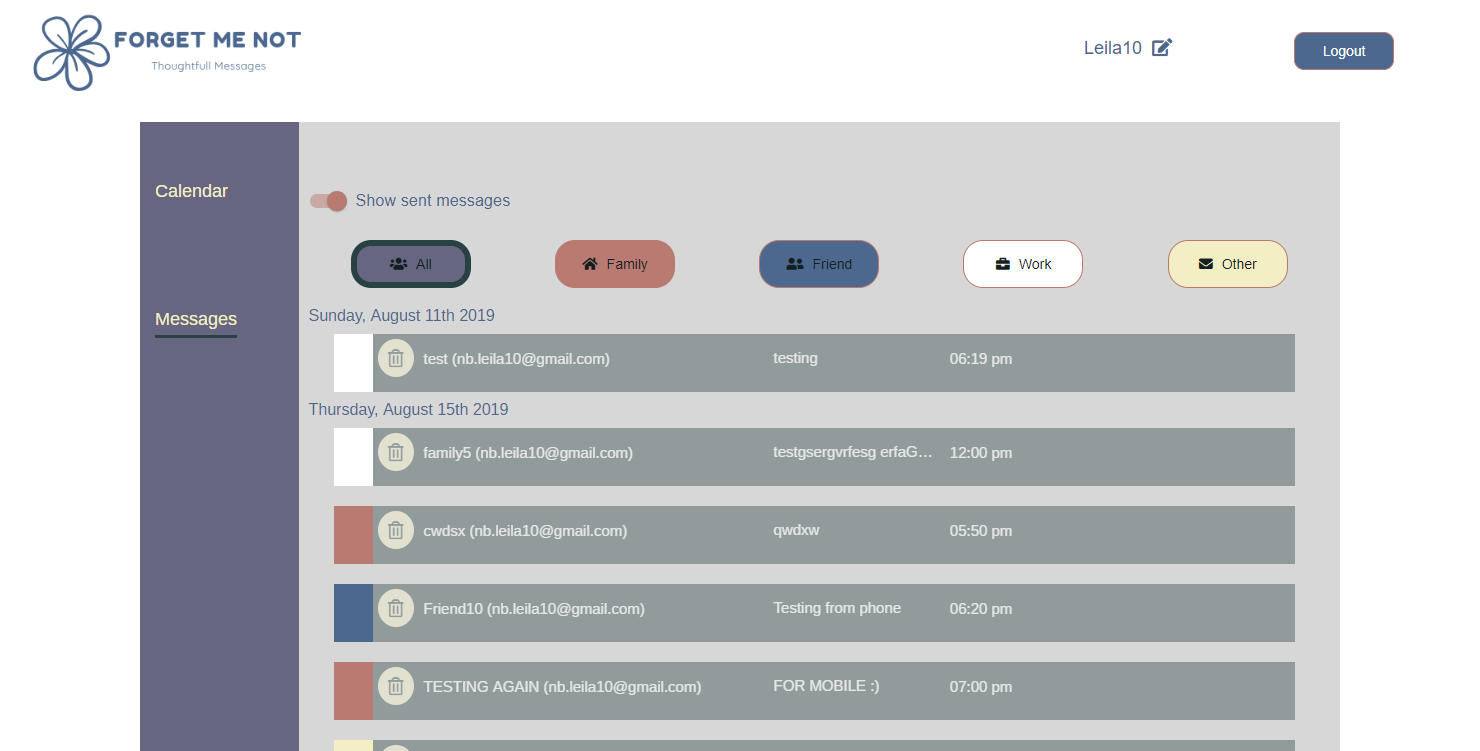 FORGET ME NOT
Thoughtfull Messages
Leila10
Logout
Calendar
Messages
Show sent messages
All Family Friend Work Other
Sunday, August 11th 2019
test (nb.leila10@gmail.com) testing 06:19 pm
Thursday, August 15th 2019
family5 (nb.leila10@gmail.com) testgsergvrfesg erfaG... 12:00 pm
cwdsx (nb.leila10@gmail.com) qwdxw 05:50 pm
Friend10 (nb.leila10@gmail.com) Testing from phone 06:20 pm
TESTING AGAIN (nb.leila10@gmail.com) FOR MOBILE :) 07:00 pm